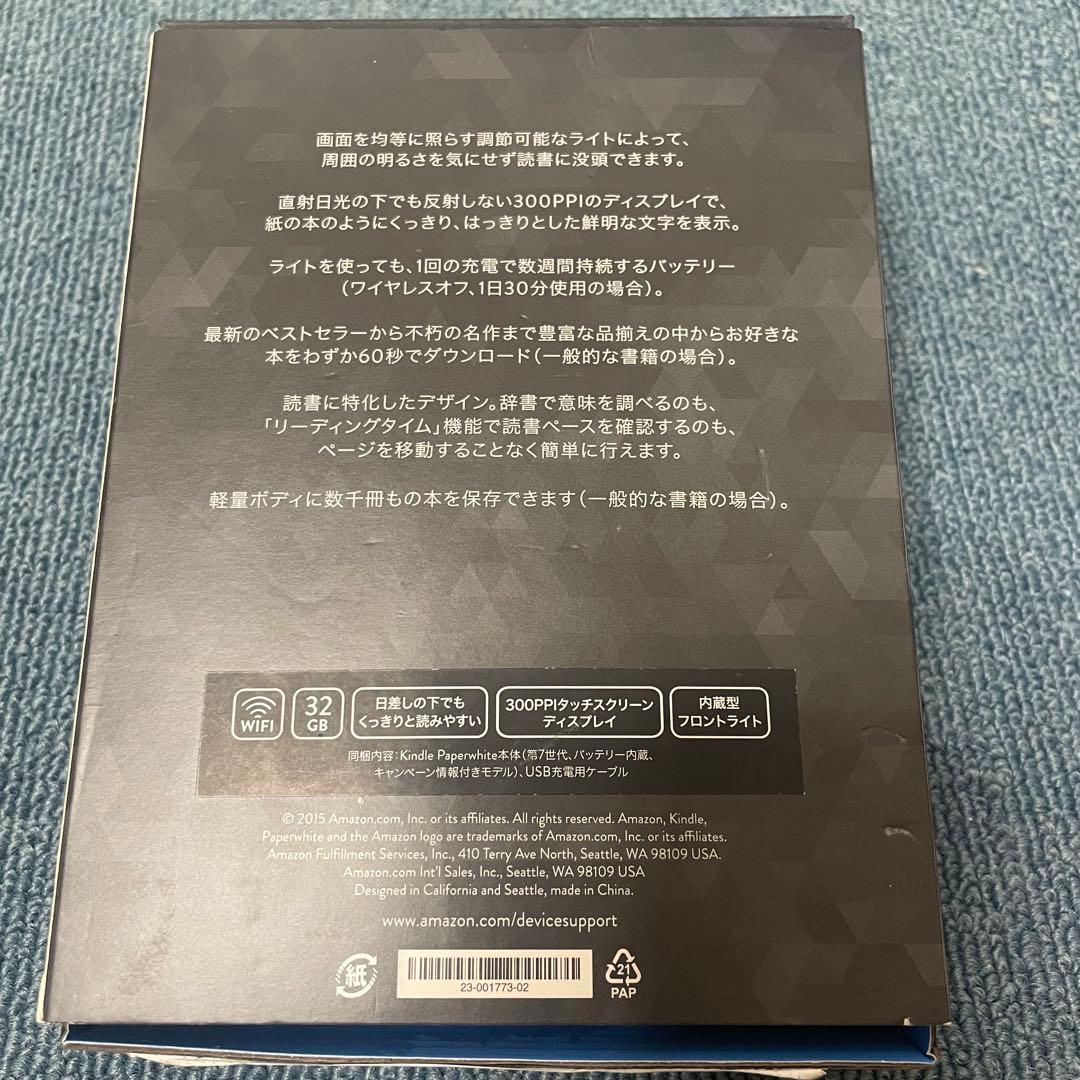 画面を均等に照らす調節可能なライトによって、
周囲の明るさを気にせず読書に没頭できます。
直射日光の下でも反射しない300PPIのディスプレイで、
紙の本のようにくっきり、はっきりとした鮮明な文字を表示。
ライトを使っても、1回の充電で数週間持続するバッテリー
(ワイヤレスオフ、1日30分使用の場合)。
最新のベストセラーから不朽の名作まで豊富な品揃えの中からお好きな
本をわずか60秒でダウンロード(一般的な書籍の場合)。
読書に特化したデザイン。辞書で意味を調べるのも、
「リーディングタイム」機能で読書ペースを確認するのも、
ページを移動することなく簡単に行えます。
軽量ボディに数千冊もの本を保存できます(一般的な書籍の場合)。
WiFi
32
GB
日差しの下でも
くっきりと読みやすい
300PPIタッチスクリーン
ディスプレイ
内蔵型
フロントライト
同梱内容:Kindle Paperwhite本体(第7世代、バッテリー内蔵、
キャンペーン情報付きモデル)、USB充電用ケーブル
© 2015 Amazon.com, Inc. or its affiliates. All rights reserved. Amazon, Kindle,
Paperwhite and the Amazon logo are trademarks of Amazon.com, Inc. or its affiliates.
Amazon Fulfillment Services, Inc., 410 Terry Ave North, Seattle, WA 98109 USA.
Amazon.com Int'l Sales, Inc., Seattle, WA 98109 USA
Designed in California and Seattle, made in China.
www.amazon.com/devicesupport
紙
23-001773-02
21
PAP